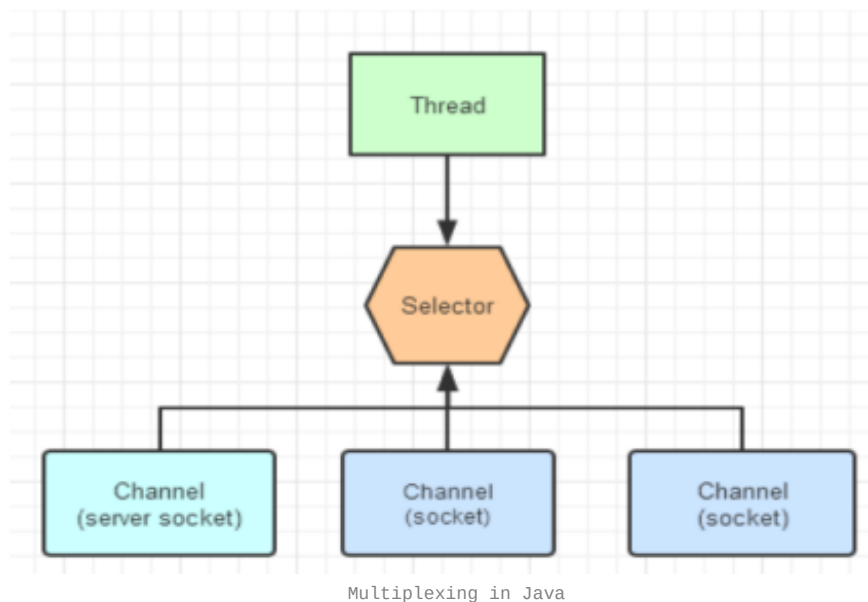 Thread
Selector
Channel
(server socket)
Channel
(socket)
Channel
(socket)
Multiplexing in Java